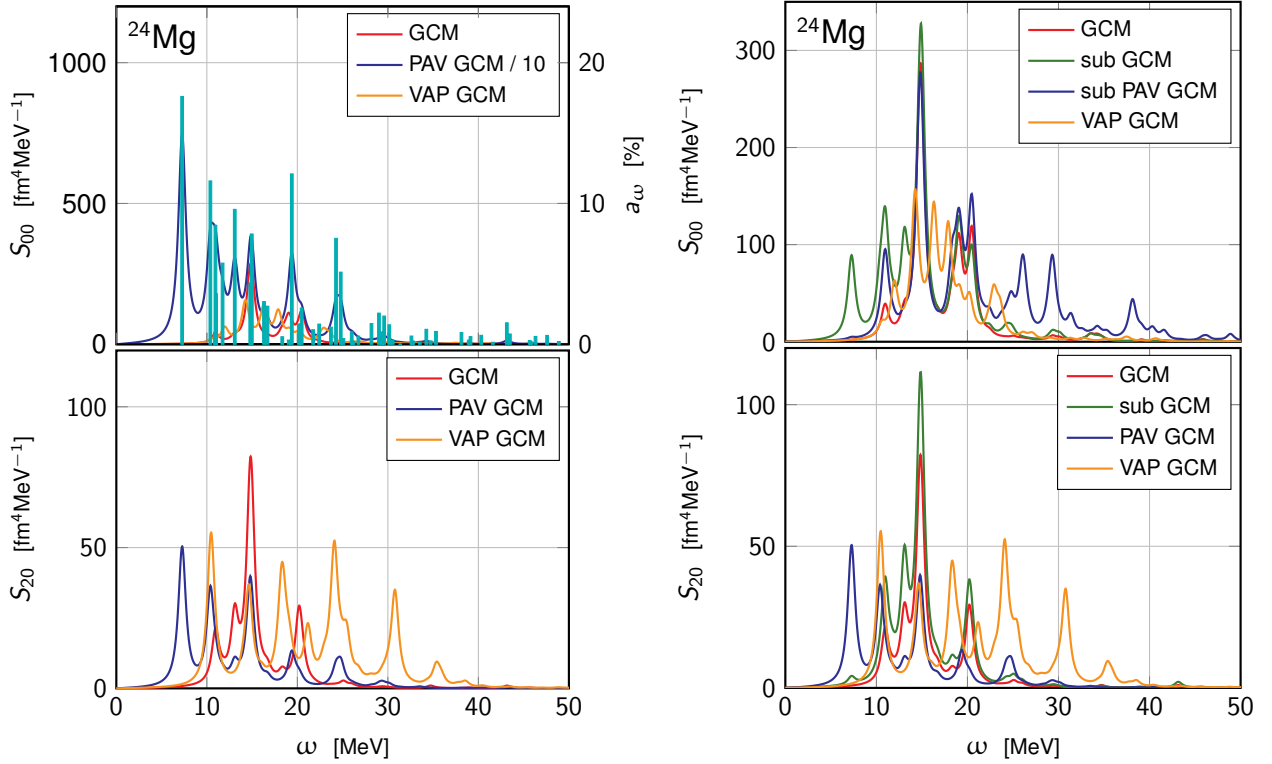 ²⁴Mg
GCM
PAV GCM / 10
VAP GCM
1000
500
0
20
10
0
S₀₀ [fm⁴MeV⁻¹]
a_ω [%]
GCM
PAV GCM
VAP GCM
100
50
0
S₂₀ [fm⁴MeV⁻¹]
0 10 20 30 40 50
ω [MeV]
²⁴Mg
GCM
sub GCM
sub PAV GCM
VAP GCM
300
200
100
0
S₀₀ [fm⁴MeV⁻¹]
GCM
sub GCM
PAV GCM
VAP GCM
100
50
0
S₂₀ [fm⁴MeV⁻¹]
0 10 20 30 40 50
ω [MeV]